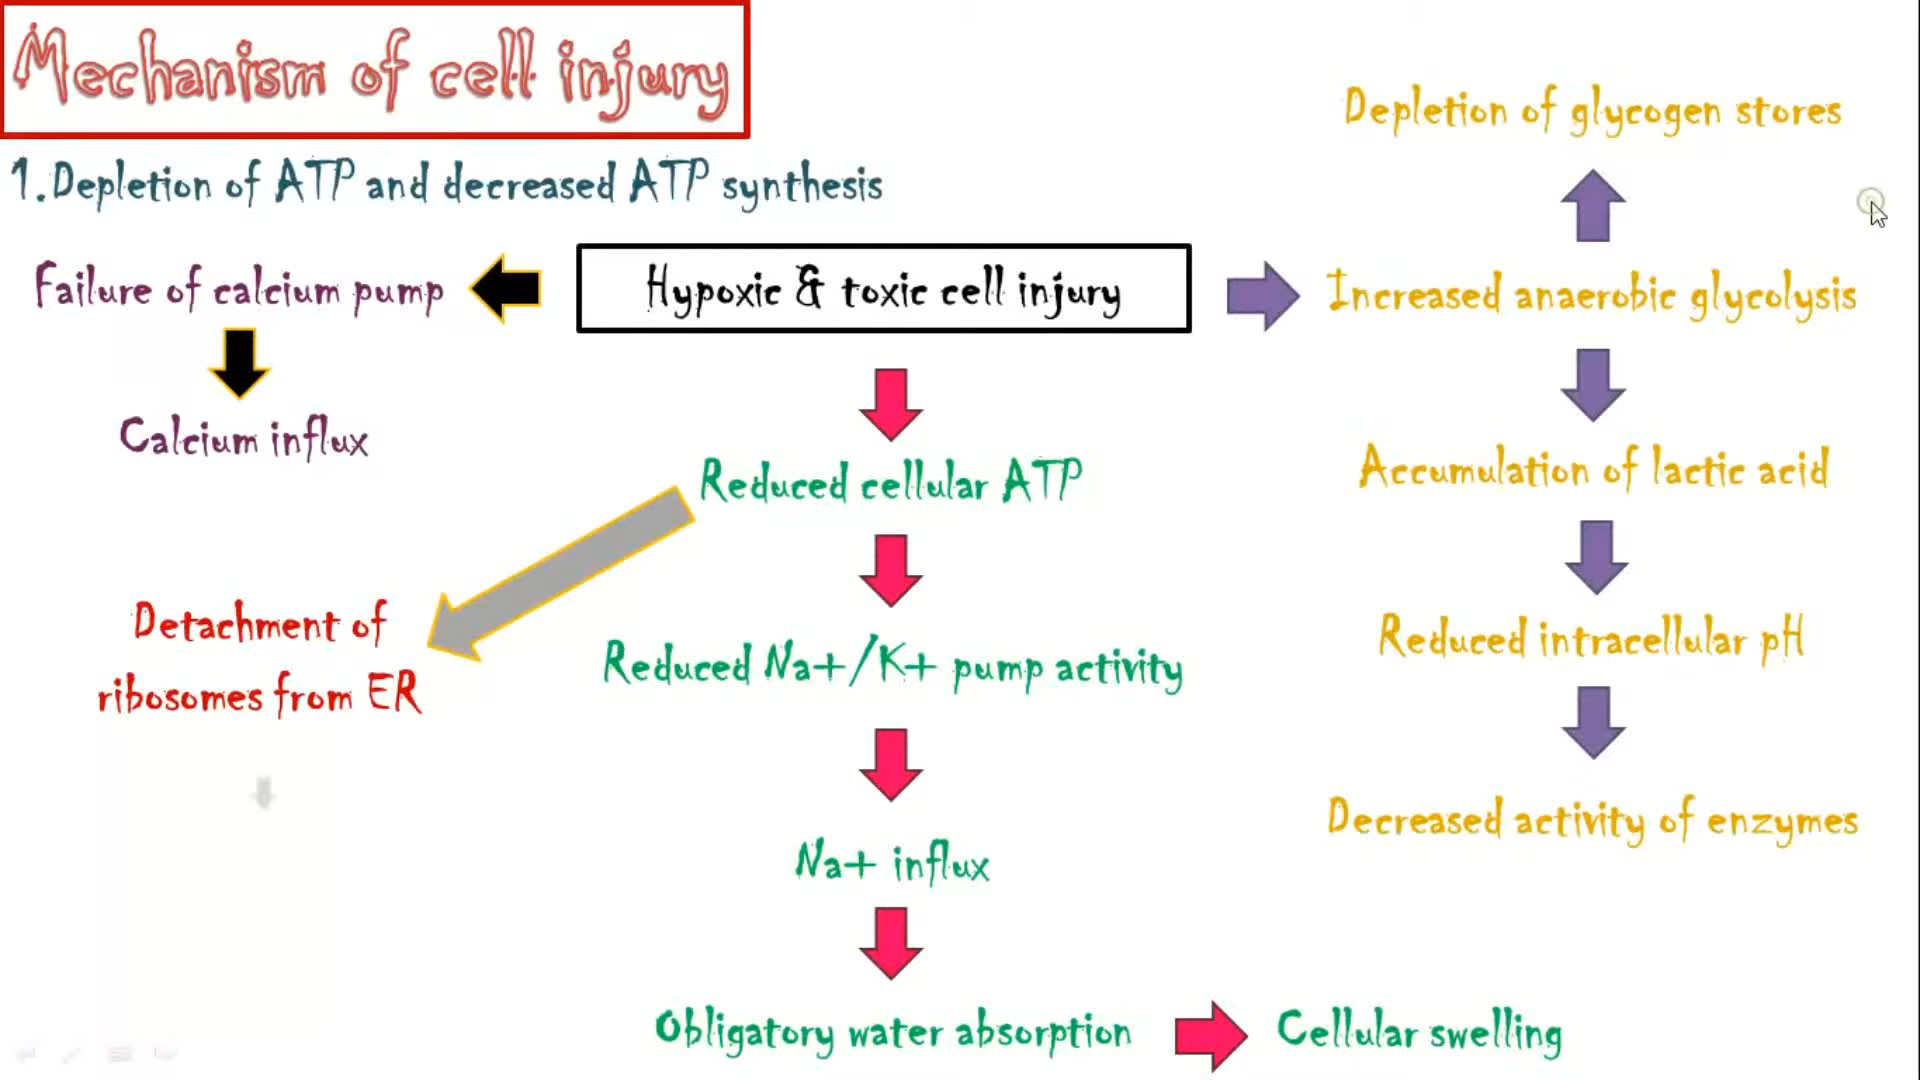 Mechanism of cell injury
1.Depletion of ATP and decreased ATP synthesis
Depletion of glycogen stores
Failure of calcium pump
Hypoxic & toxic cell injury
Increased anaerobic glycolysis
Calcium influx
Reduced cellular ATP
Accumulation of lactic acid
Detachment of
ribosomes from ER
Reduced Na+/K+ pump activity
Reduced intracellular pH
Na+ influx
Decreased activity of enzymes
Obligatory water absorption
Cellular swelling